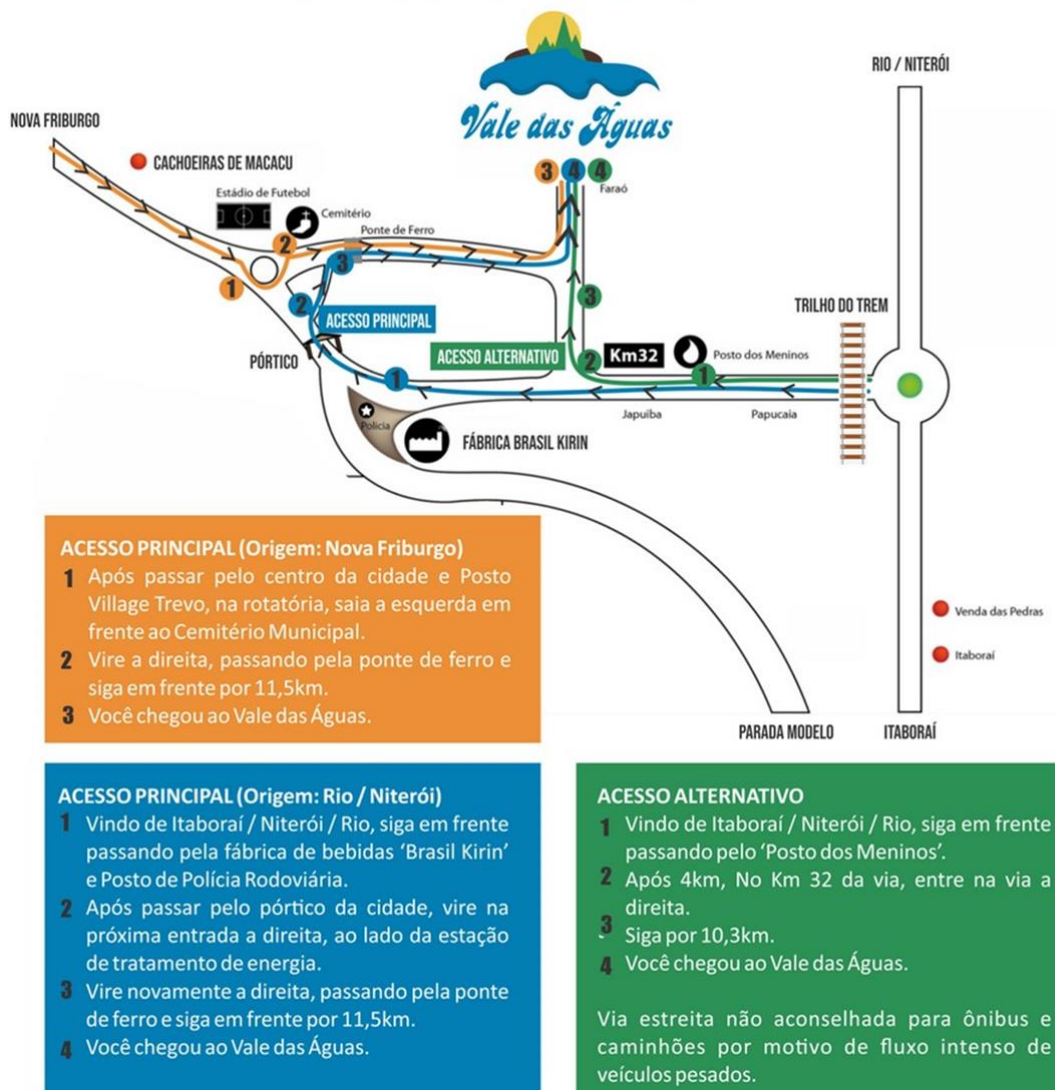 Vale das Águas
RIO / NITERÓI
NOVA FRIBURGO
CACHOEIRAS DE MACACU
Estádio de Futebol
Cemitério
Ponte de Ferro
3 4 4
Faraó
2
3
1
2
ACESSO PRINCIPAL
3
TRILHO DO TREM
PÓRTICO
ACESSO ALTERNATIVO
2
Km32
Posto dos Meninos
1
1
Japuiba
Papucaia
Polícia
FÁBRICA BRASIL KIRIN
Venda das Pedras
Itaboraí
PARADA MODELO
ITABORAÍ
ACESSO PRINCIPAL (Origem: Nova Friburgo)
1 Após passar pelo centro da cidade e Posto
Village Trevo, na rotatória, saia a esquerda em
frente ao Cemitério Municipal.
2 Vire a direita, passando pela ponte de ferro e
siga em frente por 11,5km.
3 Você chegou ao Vale das Águas.
ACESSO PRINCIPAL (Origem: Rio / Niterói)
1 Vindo de Itaboraí / Niterói / Rio, siga em frente
passando pela fábrica de bebidas ‘Brasil Kirin’
e Posto de Polícia Rodoviária.
2 Após passar pelo pórtico da cidade, vire na
próxima entrada a direita, ao lado da estação
de tratamento de energia.
3 Vire novamente a direita, passando pela ponte
de ferro e siga em frente por 11,5km.
4 Você chegou ao Vale das Águas.
ACESSO ALTERNATIVO
1 Vindo de Itaboraí / Niterói / Rio, siga em frente
passando pelo ‘Posto dos Meninos’.
2 Após 4km, No Km 32 da via, entre na via a
direita.
3 Siga por 10,3km.
4 Você chegou ao Vale das Águas.
Via estreita não aconselhada para ônibus e
caminhões por motivo de fluxo intenso de
veículos pesados.